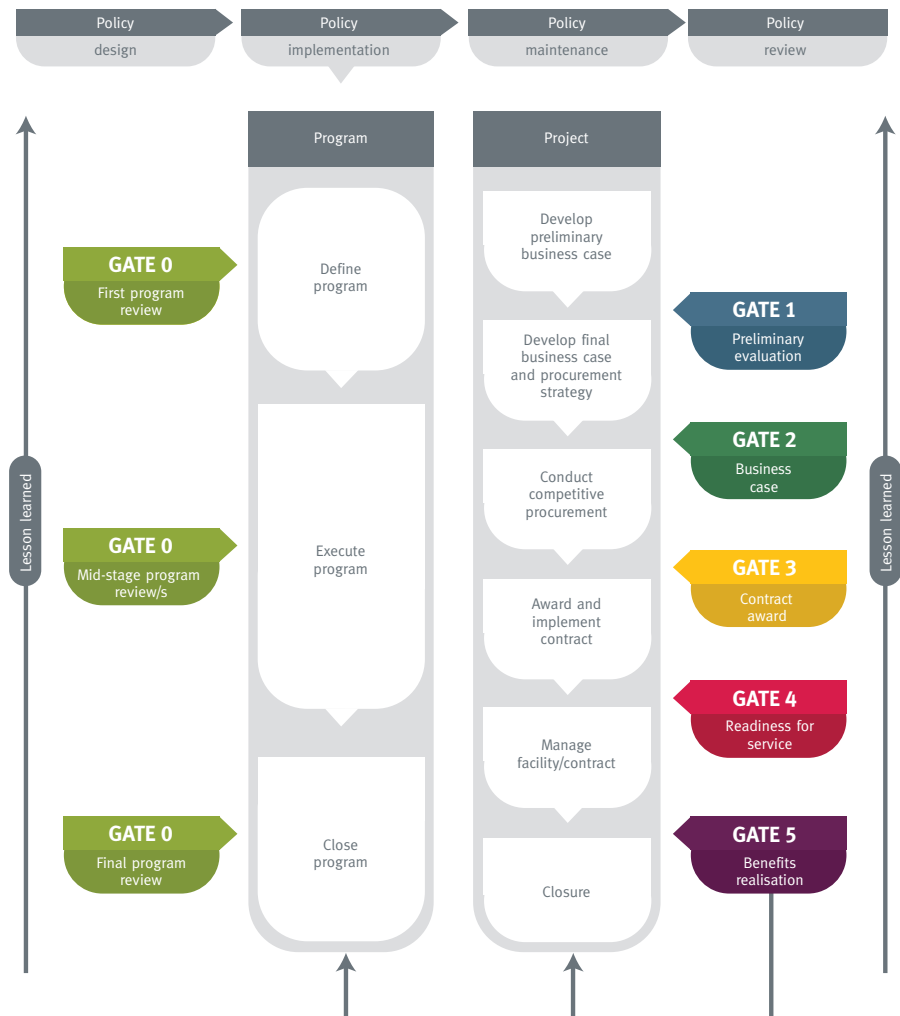 Policy
design
Policy
implementation
Policy
maintenance
Policy
review
Lesson learned
GATE 0
First program
review
GATE 0
Mid-stage program
review/s
GATE 0
Final program
review
Program
Define
program
Execute
program
Close
program
Project
Develop
preliminary
business case
Develop final
business case
and procurement
strategy
Conduct
competitive
procurement
Award and
implement
contract
Manage
facility/contract
Closure
GATE 1
Preliminary
evaluation
GATE 2
Business
case
GATE 3
Contract
award
GATE 4
Readiness for
service
GATE 5
Benefits
realisation
Lesson learned